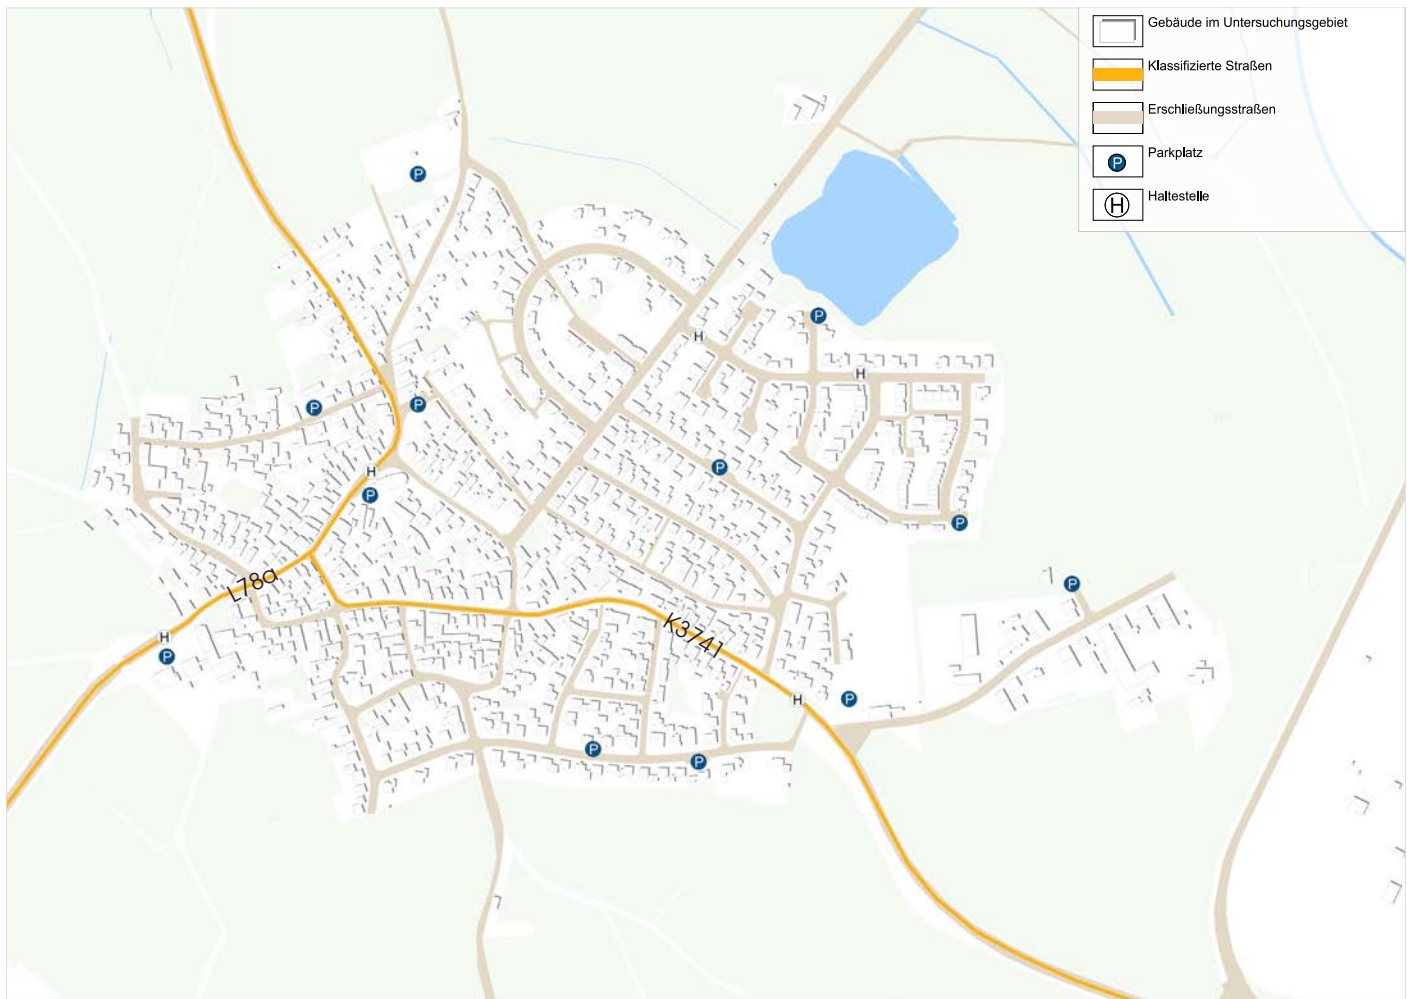 Gebäude im Untersuchungsgebiet
Klassifizierte Straßen
Erschließungsstraßen
P
Parkplatz
H
Haltestelle
P
P
H
H
P
P
P
H
P
P
P
L78a
P
H
P
K3741
H
P
P
P